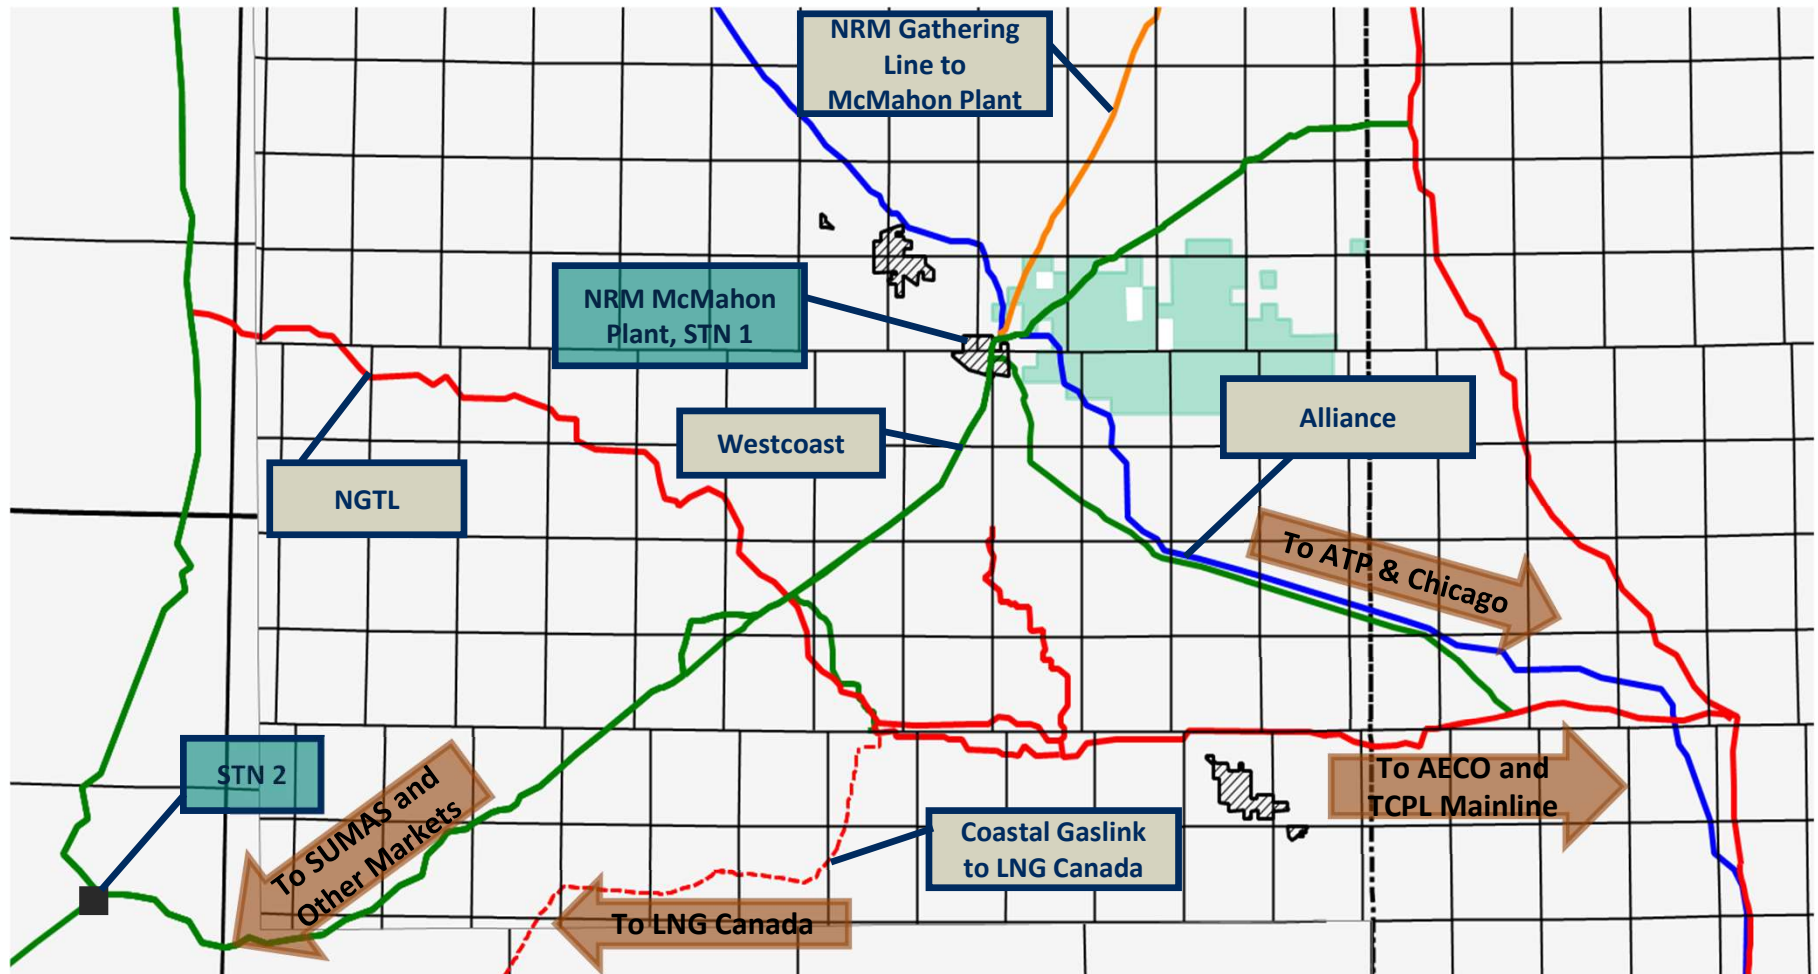 NRM Gathering
Line to
McMahon Plant
NRM McMahon
Plant, STN 1
Westcoast
Alliance
NGTL
To ATP & Chicago
STN 2
To SUMAS and
Other Markets
To AECO and
TCPL Mainline
Coastal Gaslink
to LNG Canada
To LNG Canada